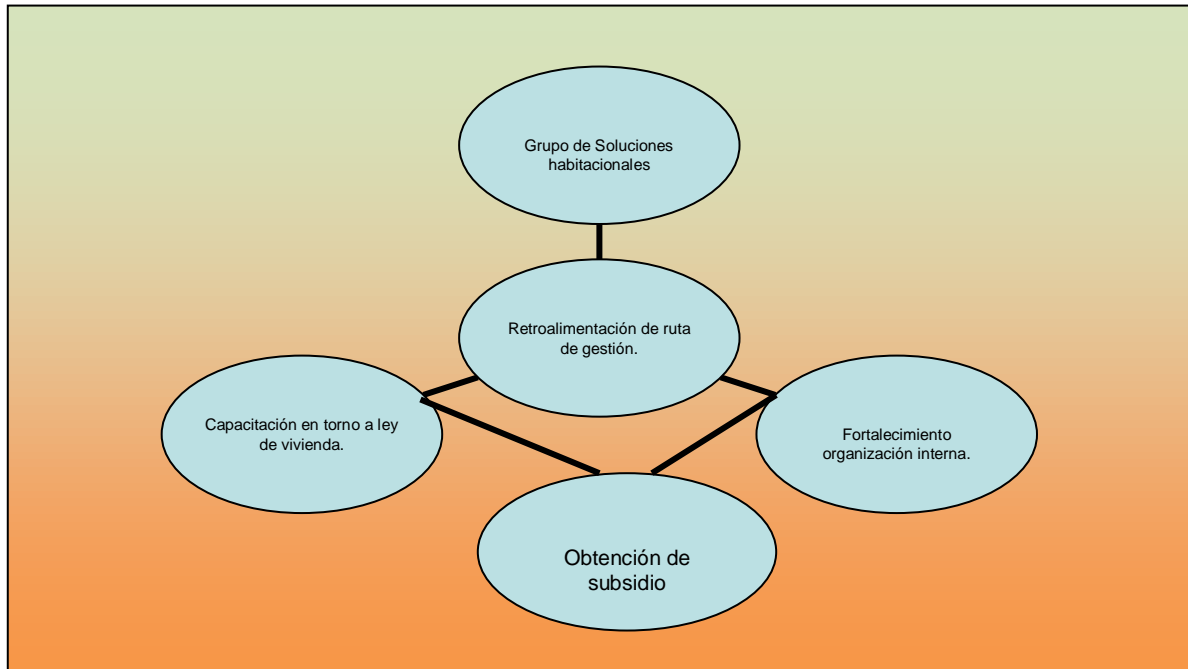 Grupo de Soluciones
habitacionales
Retroalimentación de ruta
de gestión.
Capacitación en torno a ley
de vivienda.
Fortalecimiento
organización interna.
Obtención de
subsidio